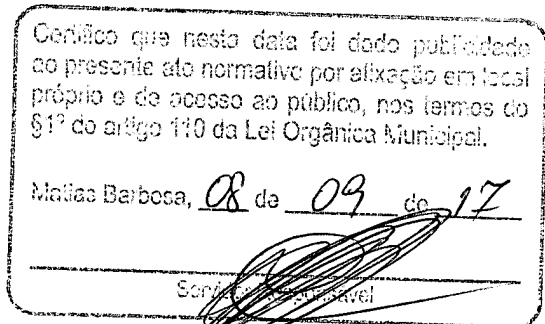 Certifico que nesta data foi dado publicidade
ao presente ato normativo por afixação em local
próprio e de acesso ao público, nos termos do
§1º do artigo 110 da Lei Orgânica Municipal.
Matias Barbosa, 08 de 09 de 17
Servidor Responsável